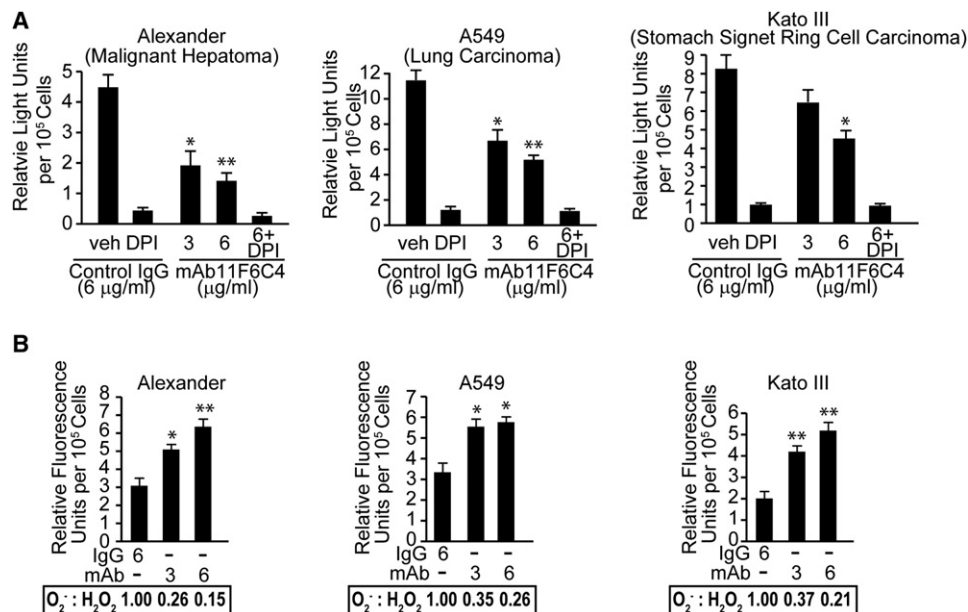 A
Alexander
(Malignant Hepatoma)
Relatvie Light Units
per 10⁵ Cells
5
4
3
2
1
0
* **
veh DPI 3 6 6+
DPI
Control IgG
(6 μg/ml)
mAb11F6C4
(μg/ml)
A549
(Lung Carcinoma)
Relatvie Light Units
per 10⁵ Cells
12
10
8
6
4
2
0
* **
veh DPI 3 6 6+
DPI
Control IgG
(6 μg/ml)
mAb11F6C4
(μg/ml)
Kato III
(Stomach Signet Ring Cell Carcinoma)
Relatvie Light Units
per 10⁵ Cells
9
8
7
6
5
4
3
2
1
0
*
veh DPI 3 6 6+
DPI
Control IgG
(6 μg/ml)
mAb11F6C4
(μg/ml)
B
Alexander
Relative Fluorescence
Units per 10⁵ Cells
8
7
6
5
4
3
2
1
0
* **
IgG 6 – –
mAb – 3 6
O₂⁻˙ : H₂O₂ 1.00 0.26 0.15
A549
Relative Fluorescence
Units per 10⁵ Cells
7
6
5
4
3
2
1
0
* *
IgG 6 – –
mAb – 3 6
O₂⁻˙ : H₂O₂ 1.00 0.35 0.26
Kato III
Relative Fluorescence
Units per 10⁵ Cells
6
5
4
3
2
1
0
** **
IgG 6 – –
mAb – 3 6
O₂⁻˙ : H₂O₂ 1.00 0.37 0.21